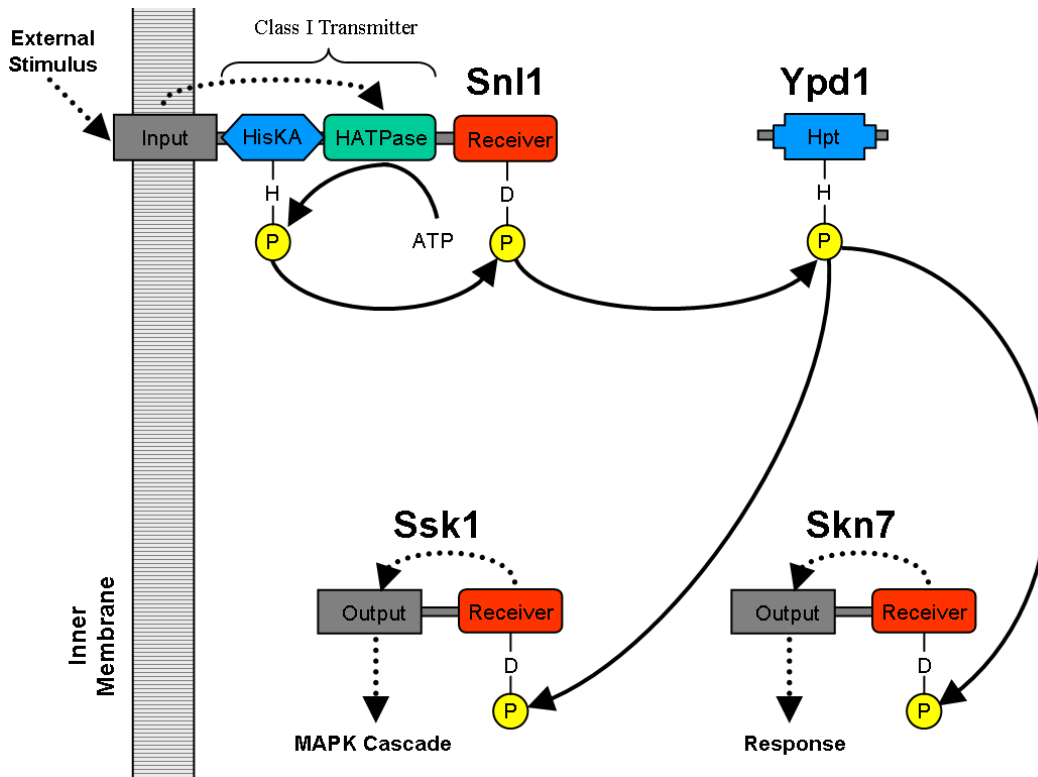 Class I Transmitter
External
Stimulus
Snl1
Ypd1
Input
HisKA
HATPase
Receiver
Hpt
H
D
H
P
ATP
P
P
Ssk1
Skn7
Output
Receiver
Output
Receiver
Inner
Membrane
D
D
P
P
MAPK Cascade
Response